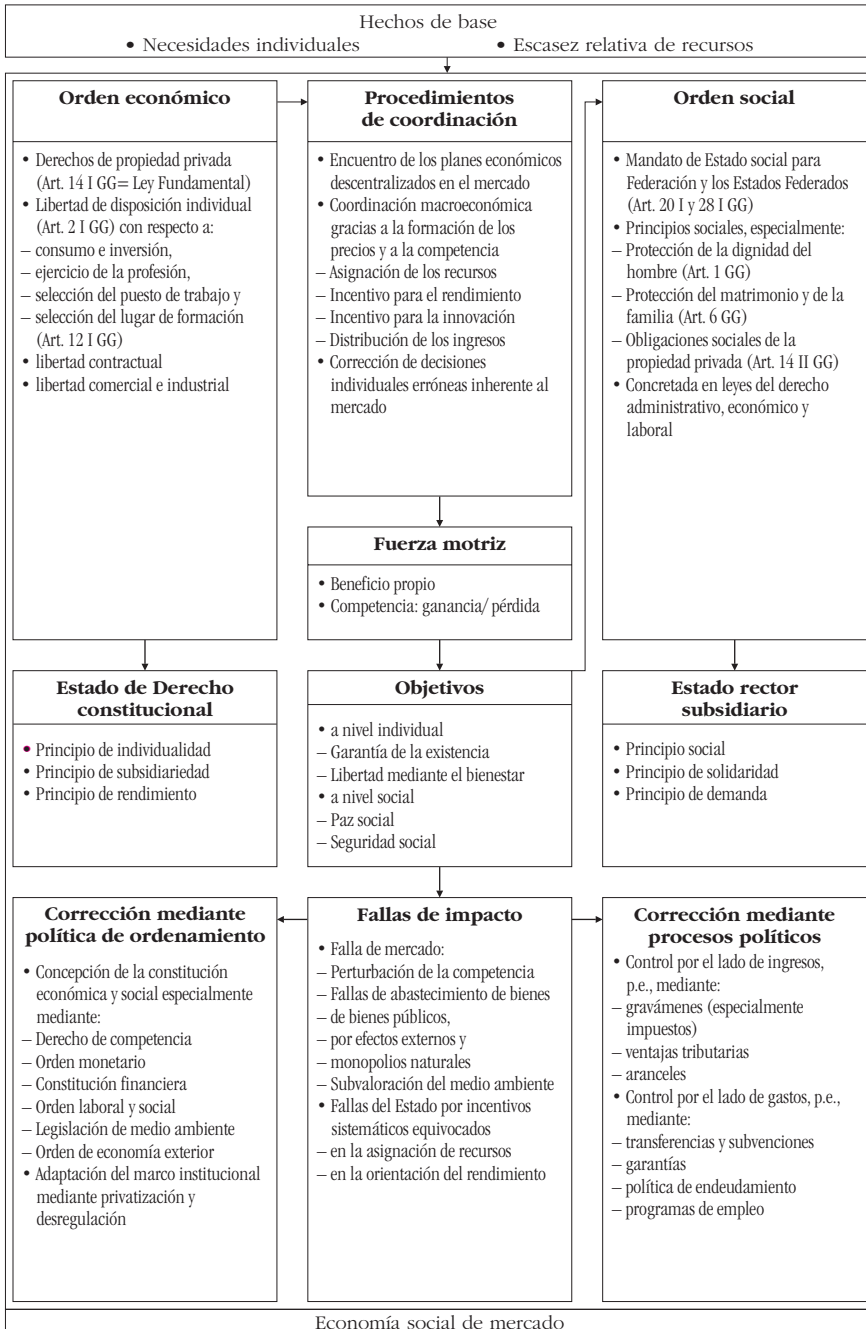 Hechos de base
• Necesidades individuales • Escasez relativa de recursos
Orden económico
• Derechos de propiedad privada
(Art. 14 I GG= Ley Fundamental)
• Libertad de disposición individual
(Art. 2 I GG) con respecto a:
– consumo e inversión,
– ejercicio de la profesión,
– selección del puesto de trabajo y
– selección del lugar de formación
(Art. 12 I GG)
• libertad contractual
• libertad comercial e industrial
Procedimientos
de coordinación
• Encuentro de los planes económicos
descentralizados en el mercado
• Coordinación macroeconómica
gracias a la formación de los
precios y a la competencia
– Asignación de los recursos
– Incentivo para el rendimiento
– Incentivo para la innovación
– Distribución de los ingresos
• Corrección de decisiones
individuales erróneas inherente al
mercado
Orden social
• Mandato de Estado social para
Federación y los Estados Federados
(Art. 20 I y 28 I GG)
• Principios sociales, especialmente:
– Protección de la dignidad del
hombre (Art. 1 GG)
– Protección del matrimonio y de la
familia (Art. 6 GG)
– Obligaciones sociales de la
propiedad privada (Art. 14 II GG)
• Concretada en leyes del derecho
administrativo, económico y
laboral
Fuerza motriz
• Beneficio propio
• Competencia: ganancia/ pérdida
Estado de Derecho
constitucional
• Principio de individualidad
• Principio de subsidiariedad
• Principio de rendimiento
Objetivos
• a nivel individual
– Garantía de la existencia
– Libertad mediante el bienestar
• a nivel social
– Paz social
– Seguridad social
Estado rector
subsidiario
• Principio social
• Principio de solidaridad
• Principio de demanda
Corrección mediante
política de ordenamiento
• Concepción de la constitución
económica y social especialmente
mediante:
– Derecho de competencia
– Orden monetario
– Constitución financiera
– Orden laboral y social
– Legislación de medio ambiente
– Orden de economía exterior
• Adaptación del marco institucional
mediante privatización y
desregulación
Fallas de impacto
• Falla de mercado:
– Perturbación de la competencia
– Fallas de abastecimiento de bienes
– de bienes públicos,
– por efectos externos y
– monopolios naturales
– Subvaloración del medio ambiente
• Fallas del Estado por incentivos
sistemáticos equivocados
– en la asignación de recursos
– en la orientación del rendimiento
Corrección mediante
procesos políticos
• Control por el lado de ingresos,
p.e., mediante:
– gravámenes (especialmente
impuestos)
– ventajas tributarias
– aranceles
• Control por el lado de gastos, p.e.,
mediante:
– transferencias y subvenciones
– garantías
– política de endeudamiento
– programas de empleo
Economía social de mercado